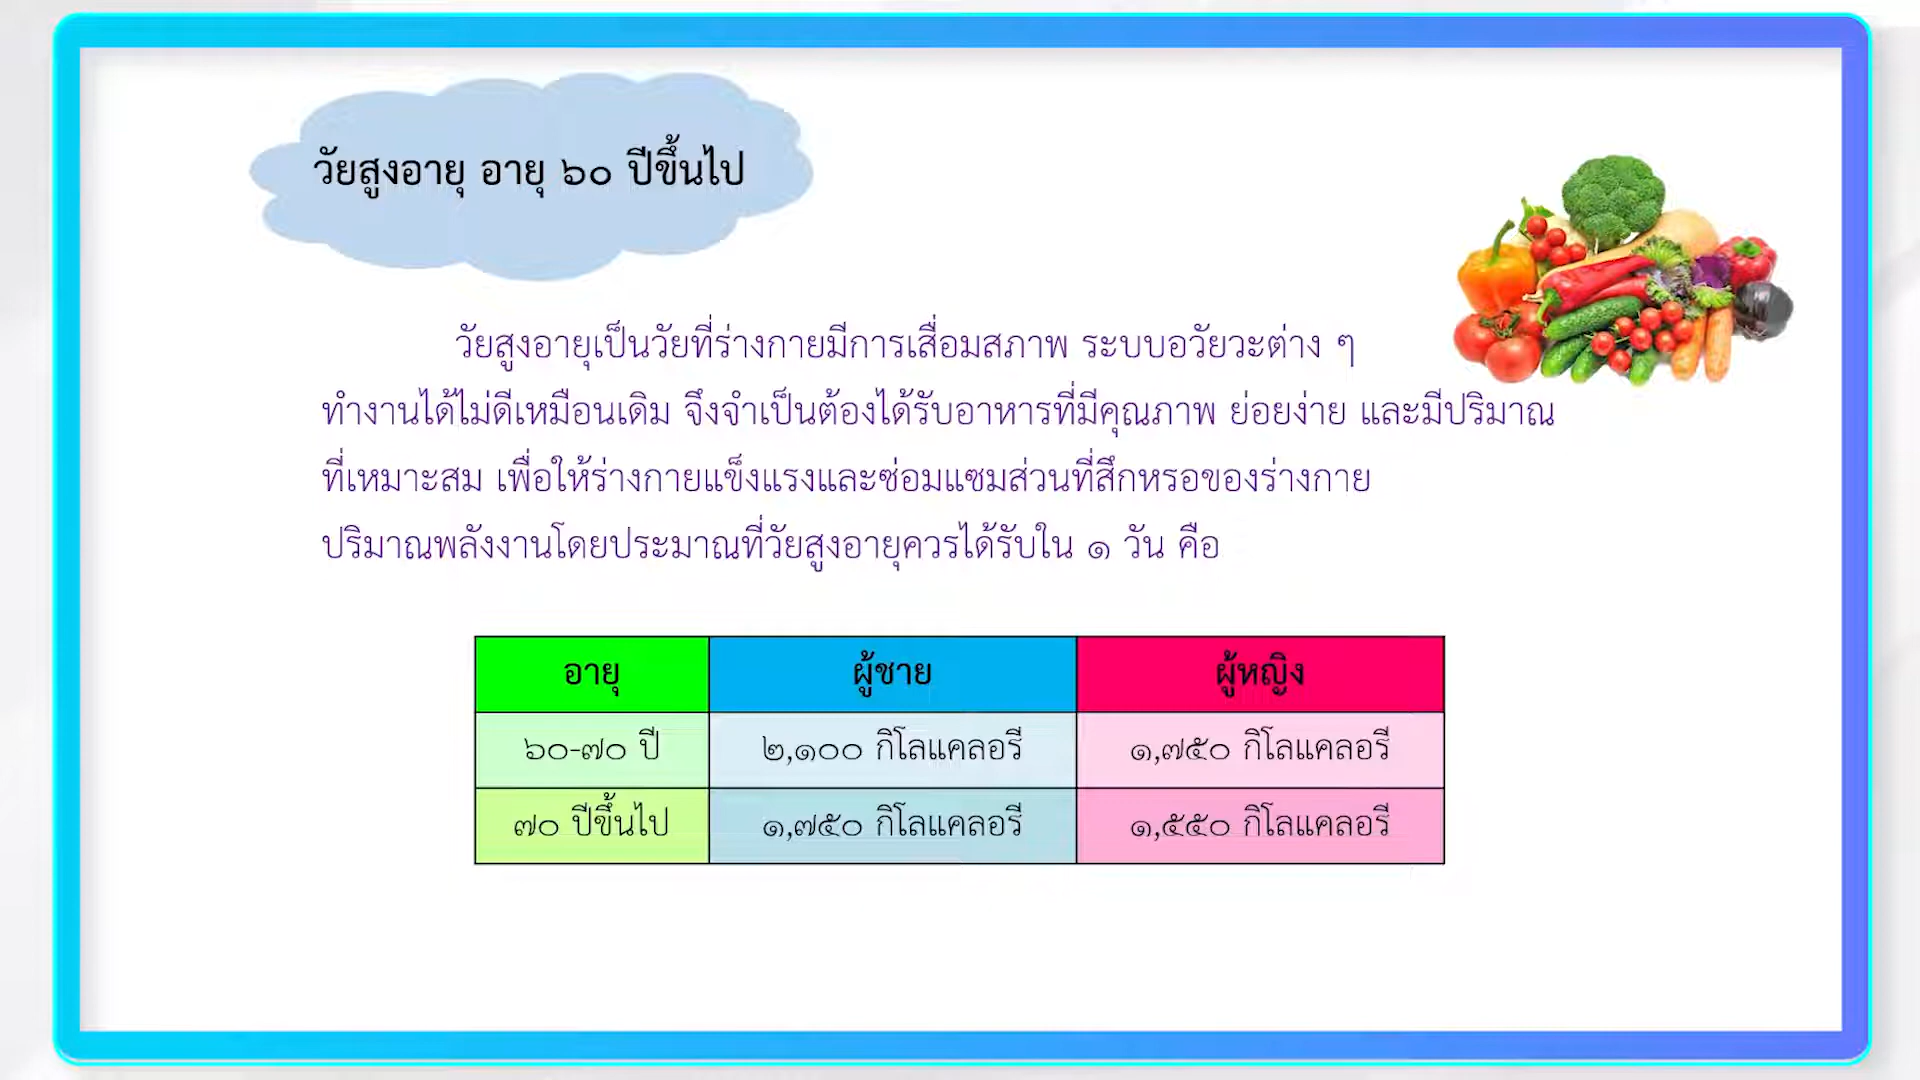 วัยสูงอายุ อายุ ๖๐ ปีขึ้นไป
วัยสูงอายุเป็นวัยที่ร่างกายมีการเสื่อมสภาพ ระบบอวัยวะต่าง ๆ
ทำงานได้ไม่ดีเหมือนเดิม จึงจำเป็นต้องได้รับอาหารที่มีคุณภาพ ย่อยง่าย และมีปริมาณ
ที่เหมาะสม เพื่อให้ร่างกายแข็งแรงและซ่อมแซมส่วนที่สึกหรอของร่างกาย
ปริมาณพลังงานโดยประมาณที่วัยสูงอายุควรได้รับใน ๑ วัน คือ
อายุ ผู้ชาย ผู้หญิง
๖๐-๗๐ ปี ๒,๑๐๐ กิโลแคลอรี ๑,๗๕๐ กิโลแคลอรี
๗๐ ปีขึ้นไป ๑,๗๕๐ กิโลแคลอรี ๑,๕๕๐ กิโลแคลอรี